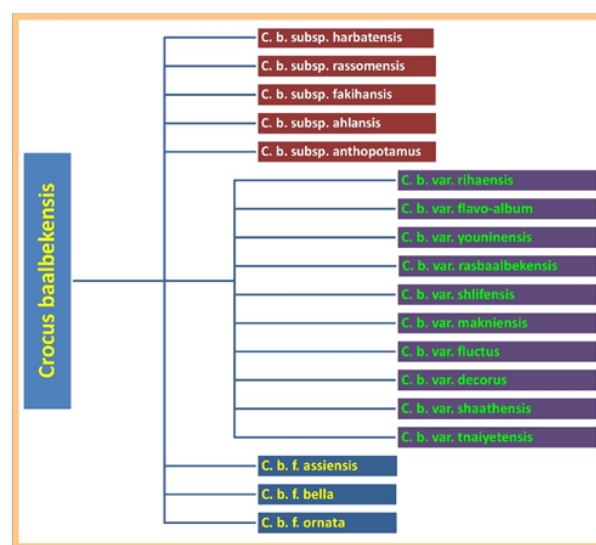 Crocus baalbekensis
C. b. subsp. harbatensis
C. b. subsp. rassomensis
C. b. subsp. fakihansis
C. b. subsp. ahlansis
C. b. subsp. anthopotamus
C. b. var. rihaensis
C. b. var. flavo-album
C. b. var. youninensis
C. b. var. rasbaalbekensis
C. b. var. shlifensis
C. b. var. makniensis
C. b. var. fluctus
C. b. var. decorus
C. b. var. shaathensis
C. b. var. tnaiyetensis
C. b. f. assiensis
C. b. f. bella
C. b. f. ornata